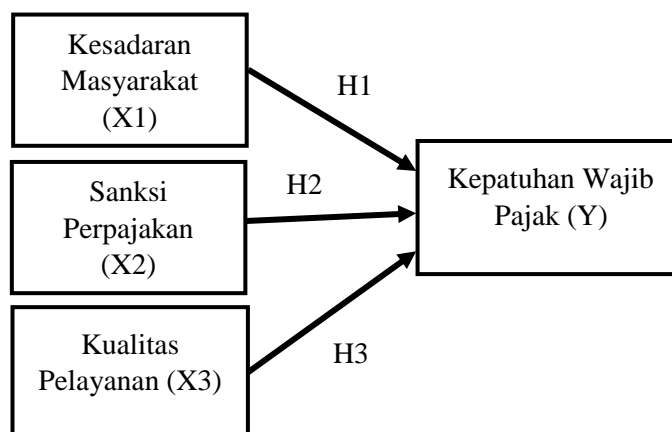 Kesadaran
Masyarakat
(X1)
H1
Sanksi
Perpajakan
(X2)
H2
Kualitas
Pelayanan (X3)
H3
Kepatuhan Wajib
Pajak (Y)